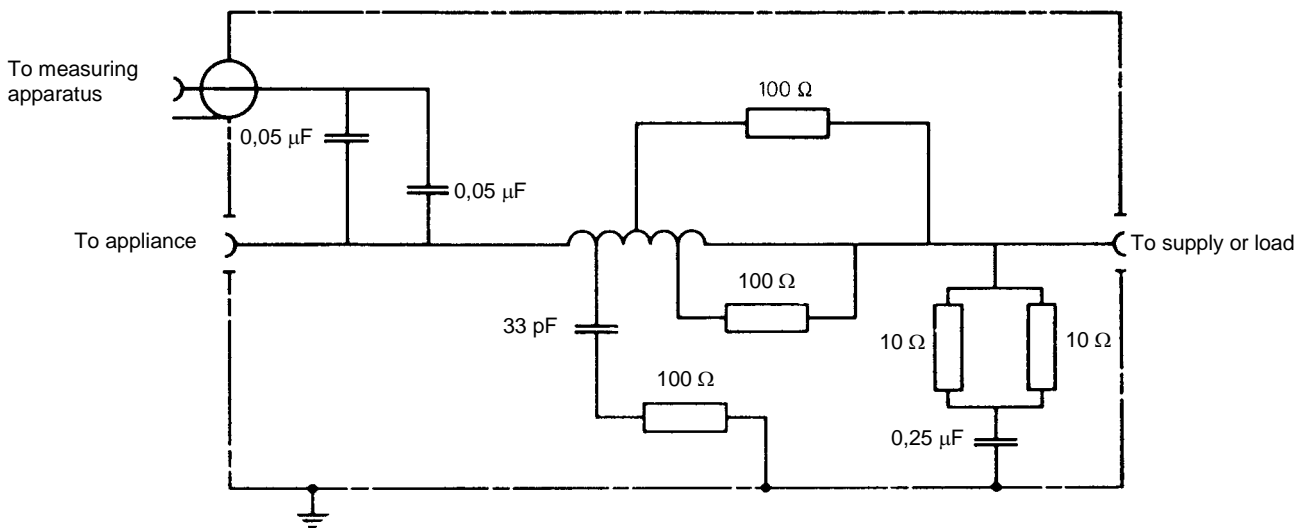 To measuring
apparatus
100 Ω
0,05 μF
0,05 μF
To appliance
To supply or load
100 Ω
33 pF
10 Ω
10 Ω
100 Ω
0,25 μF